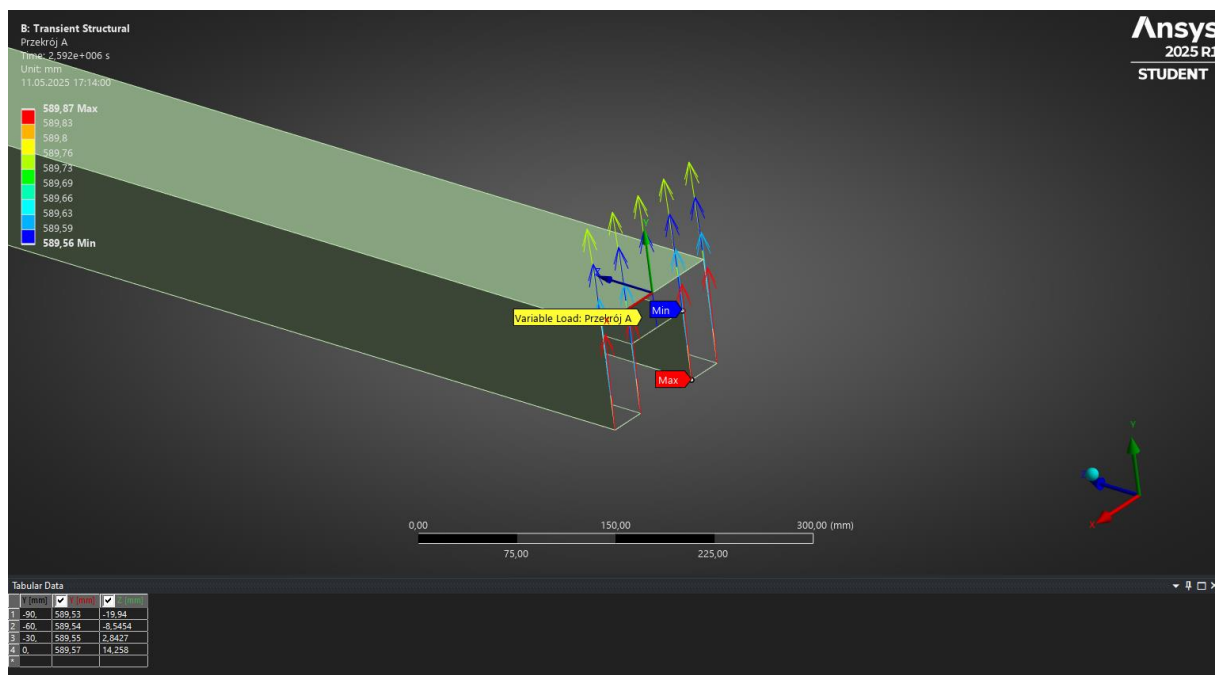 B: Transient Structural
Przekrój A
Time: 2,592e+006 s
Unit: mm
11.05.2025 17:14:00
589,87 Max
589,83
589,8
589,76
589,73
589,69
589,66
589,63
589,59
589,56 Min
Ansys
2025 R1
STUDENT
Y
Z
X
Variable Load: Przekrój A
Min
Max
Y
X
0,00 150,00 300,00 (mm)
75,00 225,00
Tabular Data
Y [mm] Y [mm] Z [mm]
1 -90, 589,53 -19,94
2 -60, 589,54 -8,5454
3 -30, 589,55 2,8427
4 0, 589,57 14,258
*